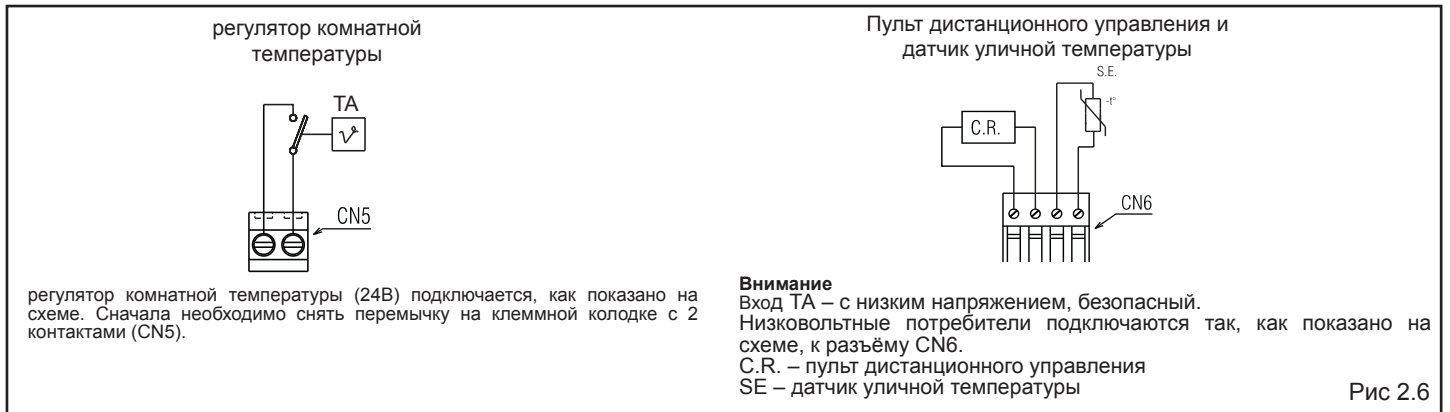 регулятор комнатной
температуры
TA
CN5
регулятор комнатной температуры (24В) подключается, как показано на
схеме. Сначала необходимо снять перемычку на клеммной колодке с 2
контактами (CN5).
Пульт дистанционного управления и
датчик уличной температуры
S.E.
-t°
C.R.
CN6
Внимание
Вход ТА – с низким напряжением, безопасный.
Низковольтные потребители подключаются так, как показано на
схеме, к разъёму CN6.
C.R. – пульт дистанционного управления
SE – датчик уличной температуры
Рис 2.6